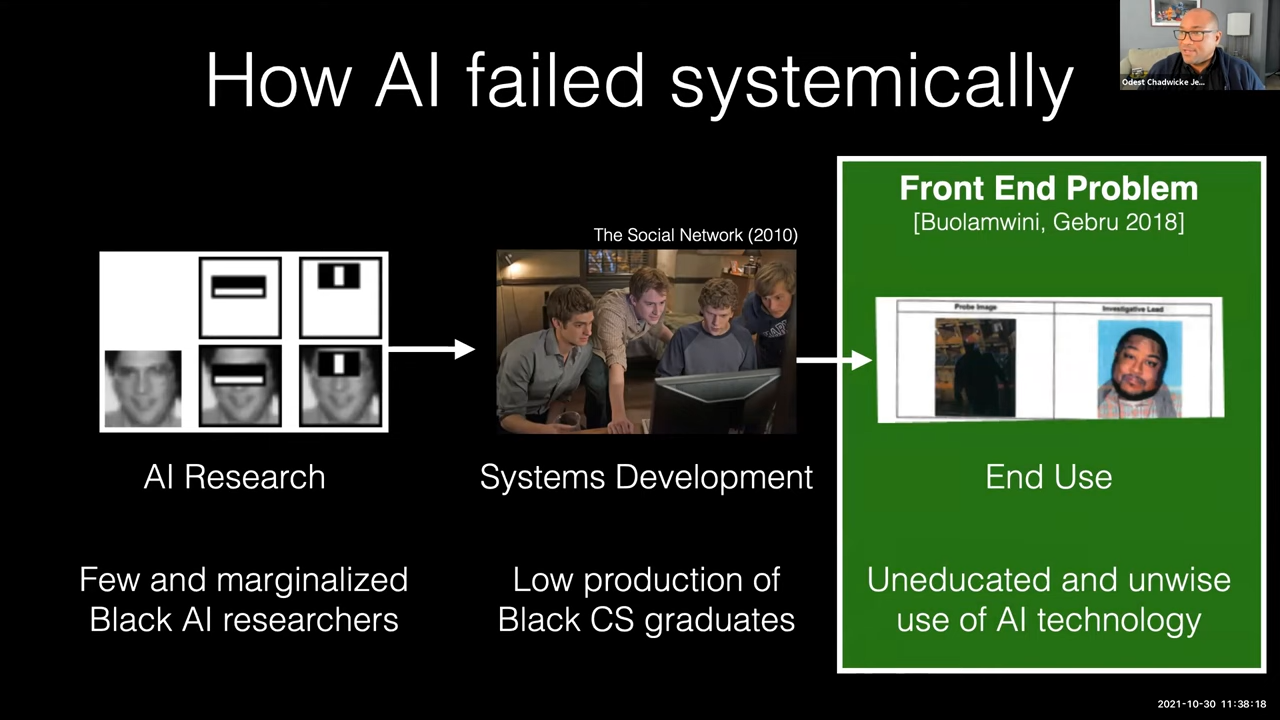 How AI failed systemically
Odest Chadwicke Je...
Front End Problem
[Buolamwini, Gebru 2018]
The Social Network (2010)
Probe Image
Investigative Lead
AI Research
Systems Development
End Use
Few and marginalized
Black AI researchers
Low production of
Black CS graduates
Uneducated and unwise
use of AI technology
2021-10-30 11:38:18